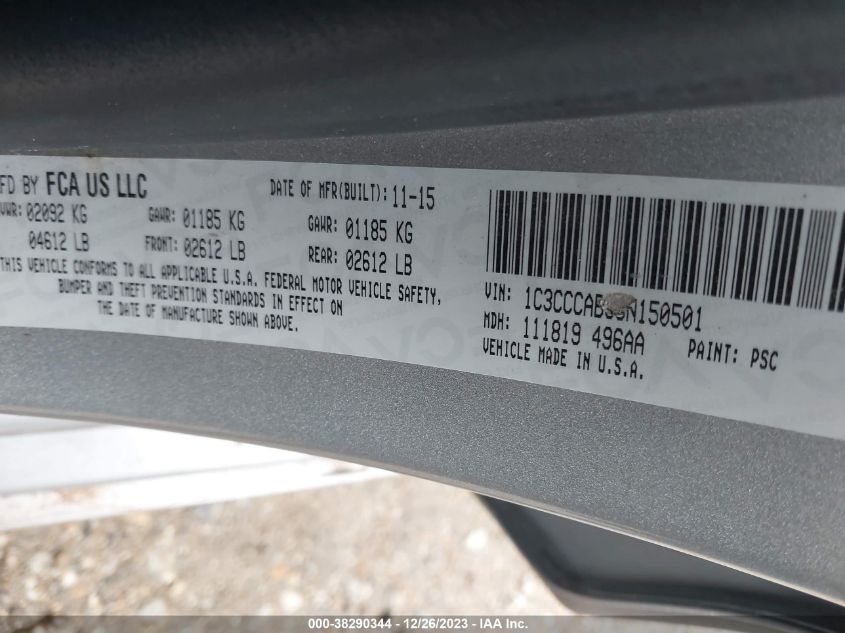 FD BY FCA US LLC
DATE OF MFR(BUILT): 11-15
VWR: 02092 KG
GAWR: 01185 KG
GAWR: 01185 KG
04612 LB
FRONT: 02612 LB
REAR: 02612 LB
THIS VEHICLE CONFORMS TO ALL APPLICABLE U.S.A. FEDERAL MOTOR VEHICLE SAFETY,
BUMPER AND THEFT PREVENTION STANDARDS IN EFFECT ON
THE DATE OF MANUFACTURE SHOWN ABOVE.
VIN:
MDH: 111819 496AA
PAINT: PSC
VEHICLE MADE IN U.S.A.
000-38290344 - 12/26/2023 - IAA Inc.